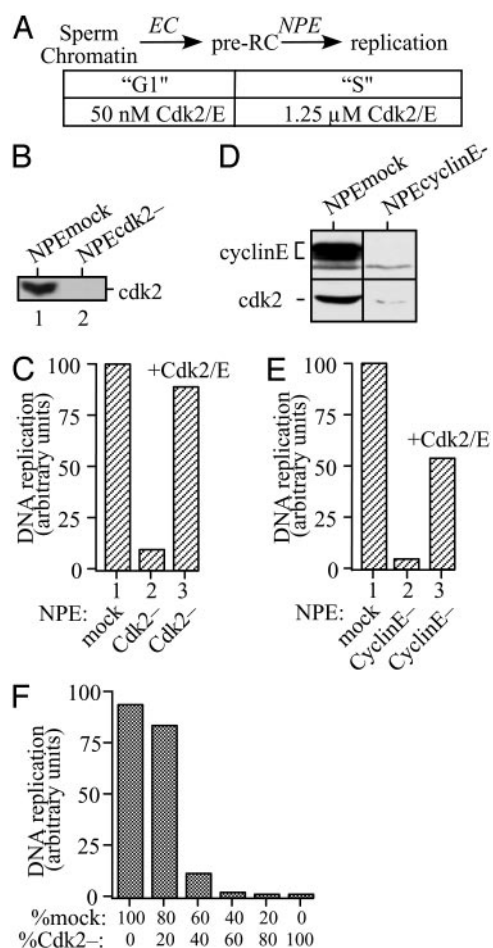 A
EC NPE
Sperm Chromatin pre-RC replication
“G1" “S"
50 nM Cdk2/E 1.25 µM Cdk2/E
B
NPEmock NPEcdk2–
cdk2
1 2
D
NPEmock NPEcyclinE-
cyclinE
cdk2
C
DNA replication
(arbitrary units)
100
75
50
25
0
+Cdk2/E
1 2 3
NPE: mock Cdk2– Cdk2–
E
DNA replication
(arbitrary units)
100
75
50
25
0
+Cdk2/E
1 2 3
NPE: mock CyclinE– CyclinE–
F
DNA replication
(arbitrary units)
100
75
50
25
0
%mock: 100 80 60 40 20 0
%Cdk2–: 0 20 40 60 80 100